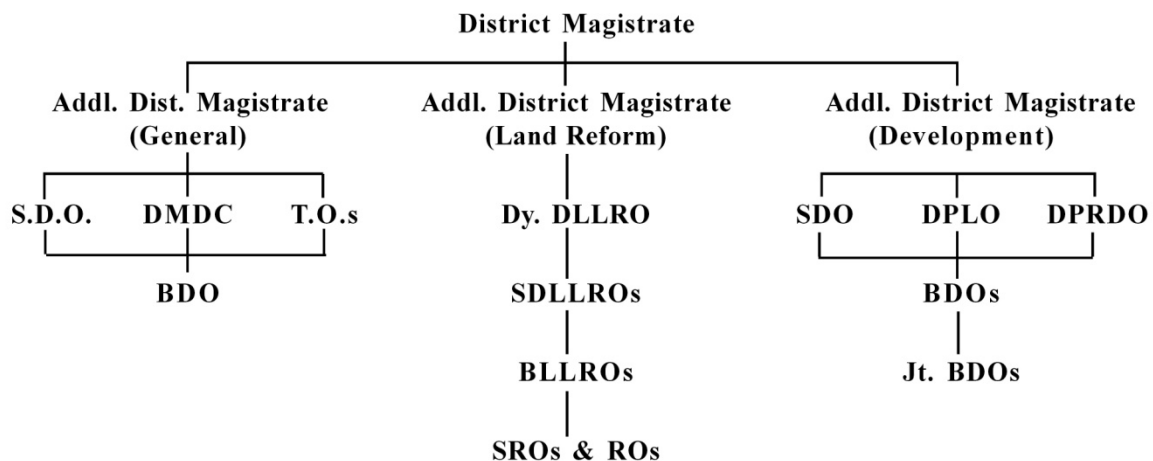 District Magistrate
Addl. Dist. Magistrate
(General)
Addl. District Magistrate
(Land Reform)
Addl. District Magistrate
(Development)
S.D.O.
DMDC
T.O.s
Dy. DLLRO
SDO
DPLO
DPRDO
BDO
SDLLROs
BDOs
BLLROs
Jt. BDOs
SROs & ROs